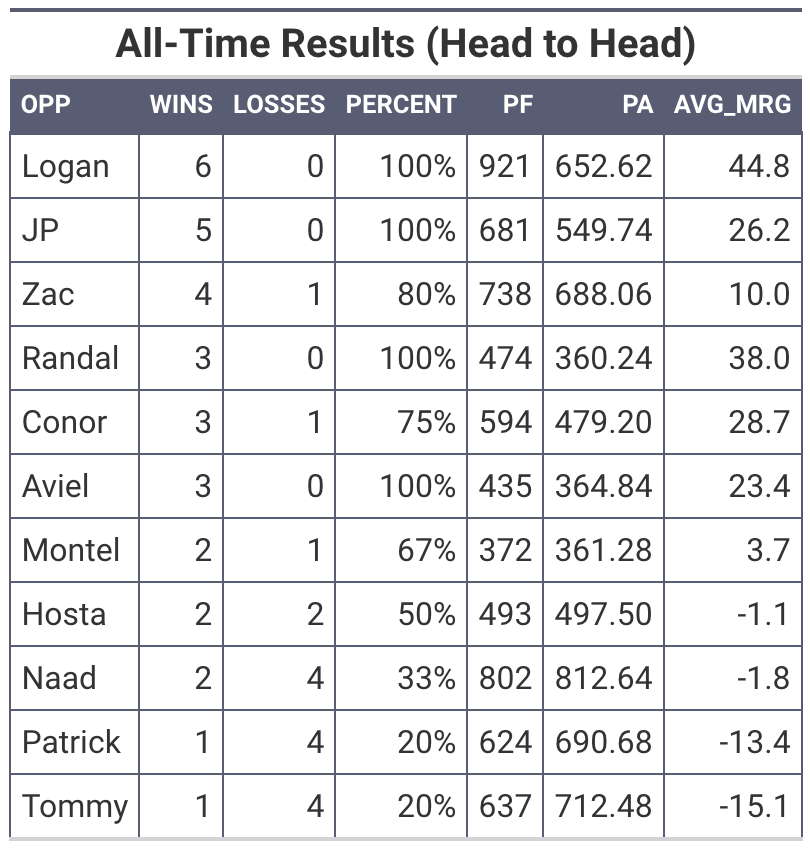 All-Time Results (Head to Head)
OPP WINS LOSSES PERCENT PF PA AVG_MRG
Logan 6 0 100% 921 652.62 44.8
JP 5 0 100% 681 549.74 26.2
Zac 4 1 80% 738 688.06 10.0
Randal 3 0 100% 474 360.24 38.0
Conor 3 1 75% 594 479.20 28.7
Aviel 3 0 100% 435 364.84 23.4
Montel 2 1 67% 372 361.28 3.7
Hosta 2 2 50% 493 497.50 -1.1
Naad 2 4 33% 802 812.64 -1.8
Patrick 1 4 20% 624 690.68 -13.4
Tommy 1 4 20% 637 712.48 -15.1